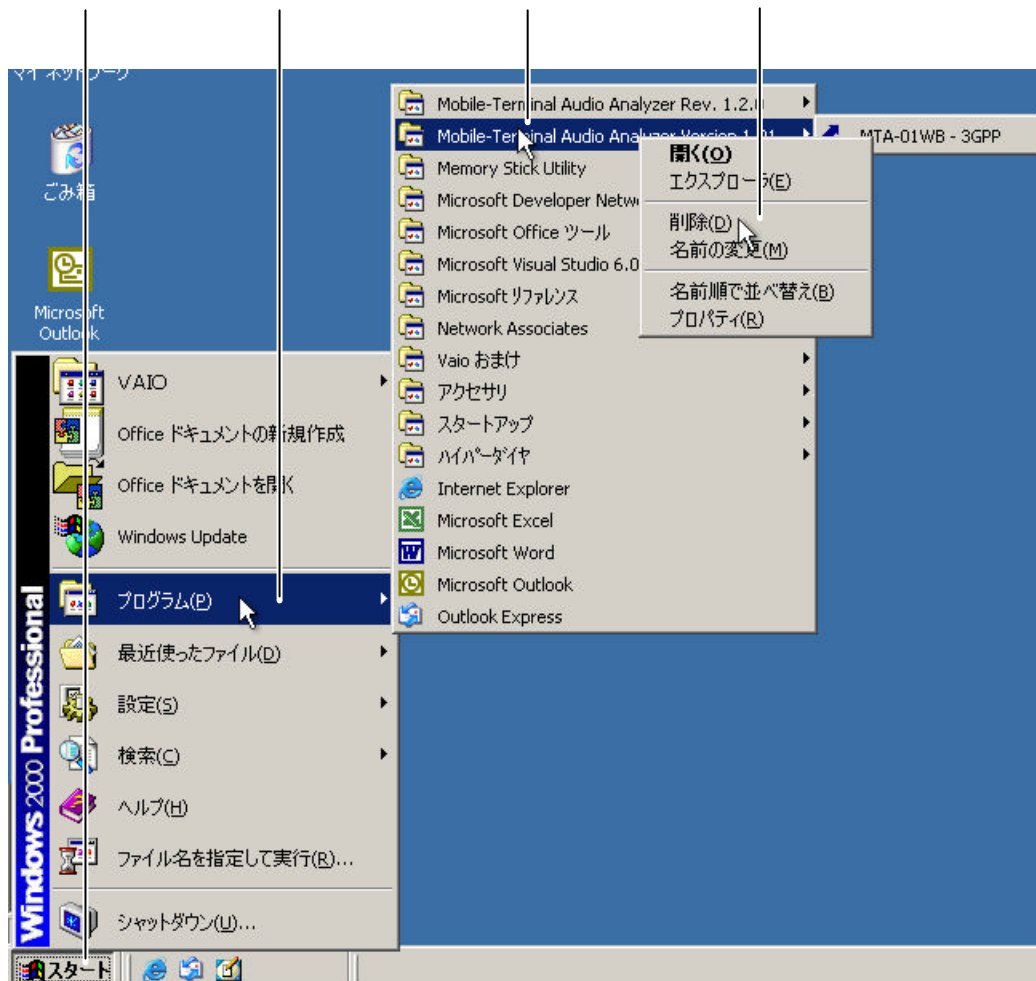 マイ ネットワーク
ごみ箱
Microsoft
Outlook
Mobile-Terminal Audio Analyzer Rev. 1.2.0
Mobile-Terminal Audio Analyzer Version 1.01
MTA-01WB - 3GPP
Memory Stick Utility
Microsoft Developer Netwo
Microsoft Office ツール
Microsoft Visual Studio 6.0
Microsoft リファレンス
Network Associates
Vaio おまけ
アクセサリ
スタートアップ
ハイパーダイヤ
Internet Explorer
Microsoft Excel
Microsoft Word
Microsoft Outlook
Outlook Express
開く(O)
エクスプローラ(E)
削除(D)
名前の変更(M)
名前順で並べ替え(B)
プロパティ(R)
VAIO
Office ドキュメントの新規作成
Office ドキュメントを開く
Windows Update
プログラム(P)
最近使ったファイル(D)
設定(S)
検索(C)
ヘルプ(H)
ファイル名を指定して実行(R)...
シャットダウン(U)...
Windows 2000 Professional
スタート